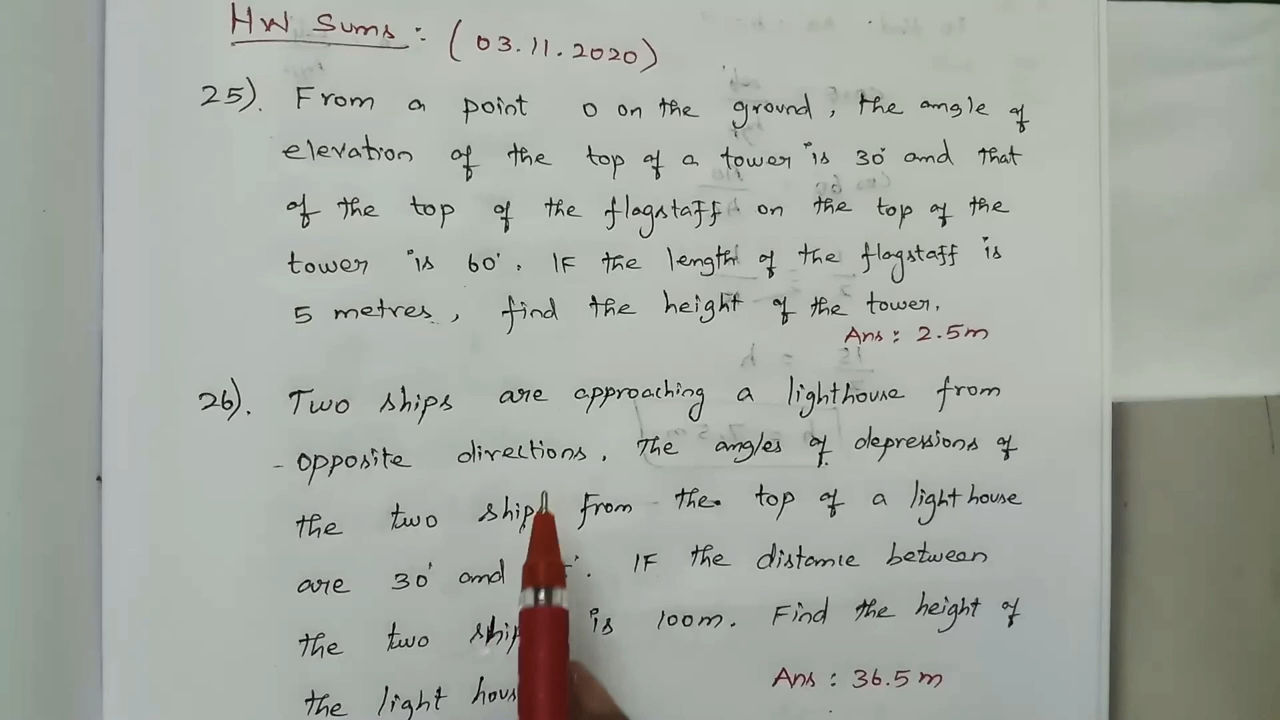 HW Sums : (03.11.2020)
25). From a point O on the ground, the angle of
elevation of the top of a tower is 30° and that
of the top of the flagstaff on the top of the
tower is 60°. IF the length of the flagstaff is
5 metres, find the height of the tower.
Ans : 2.5m
26). Two ships are approaching a lighthouse from
- opposite directions. The angles of depressions of
the two ship from the top of a light house
are 30° and
. IF the distance between
the two ship is 100m. Find the height of
the light hous
Ans : 36.5 m